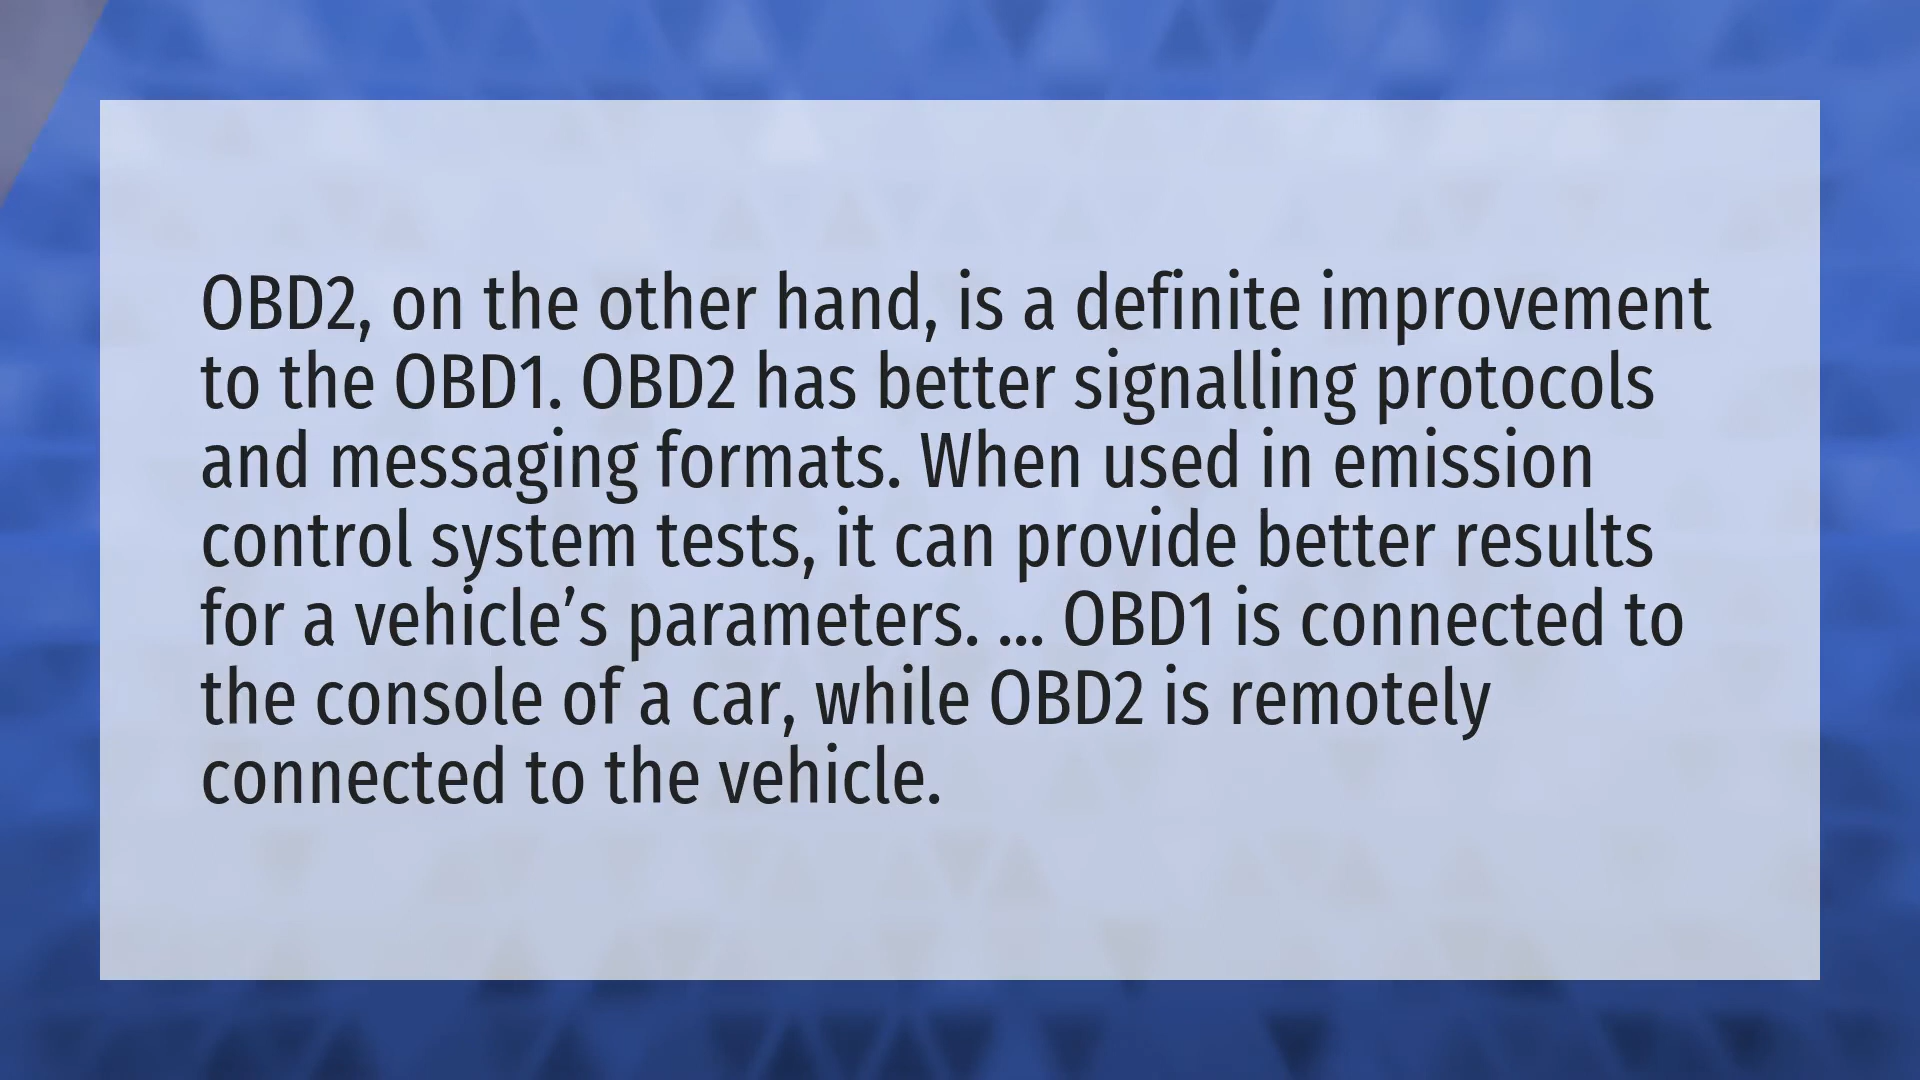 OBD2, on the other hand, is a definite improvement
to the OBD1. OBD2 has better signalling protocols
and messaging formats. When used in emission
control system tests, it can provide better results
for a vehicle’s parameters. ... OBD1 is connected to
the console of a car, while OBD2 is remotely
connected to the vehicle.